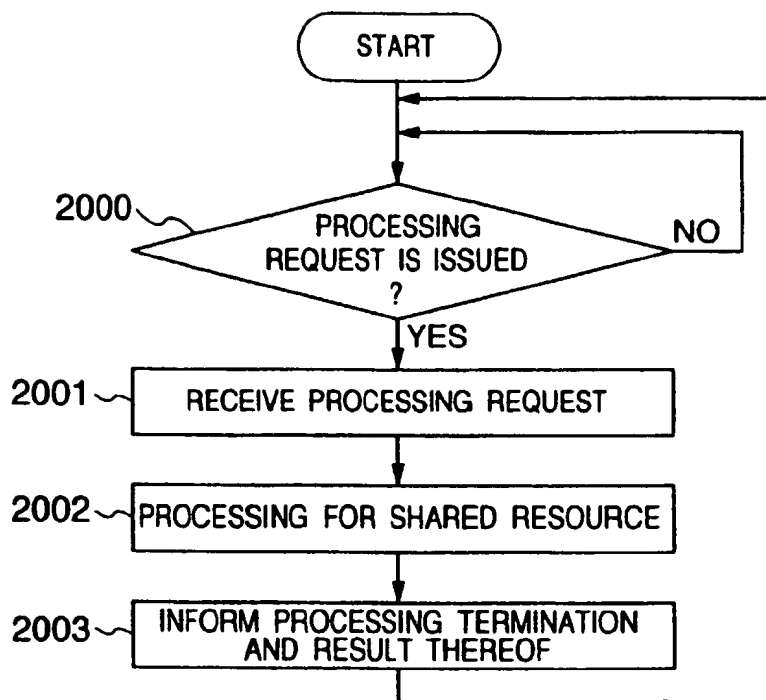 START
2000
PROCESSING
REQUEST IS ISSUED
?
NO
YES
2001
RECEIVE PROCESSING REQUEST
2002
PROCESSING FOR SHARED RESOURCE
2003
INFORM PROCESSING TERMINATION
AND RESULT THEREOF